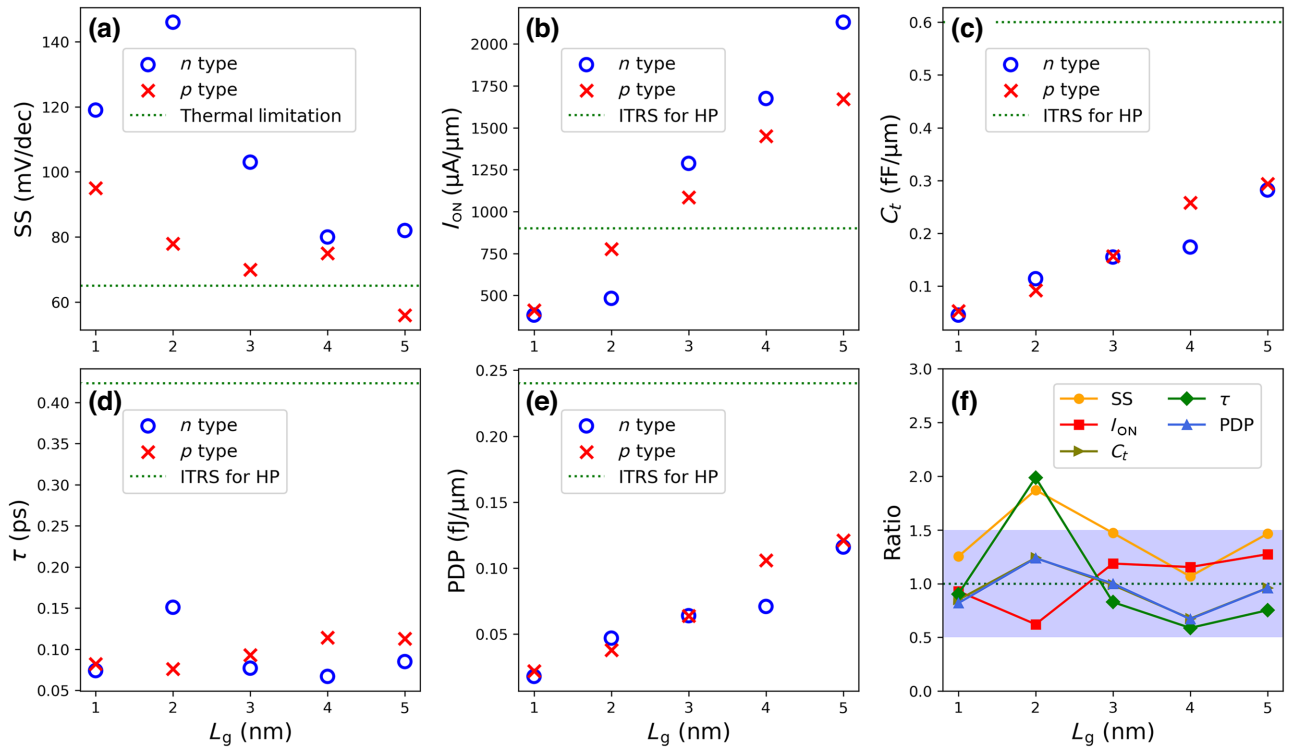 (a)
n type
p type
Thermal limitation
SS (mV/dec)
140
120
100
80
60
1 2 3 4 5
(b)
n type
p type
ITRS for HP
I_ON (μA/μm)
2000
1750
1500
1250
1000
750
500
1 2 3 4 5
(c)
n type
p type
ITRS for HP
C_t (fF/μm)
0.6
0.5
0.4
0.3
0.2
0.1
1 2 3 4 5
(d)
n type
p type
ITRS for HP
τ (ps)
0.40
0.35
0.30
0.25
0.20
0.15
0.10
0.05
1 2 3 4 5
L_g (nm)
(e)
n type
p type
ITRS for HP
PDP (fJ/μm)
0.25
0.20
0.15
0.10
0.05
1 2 3 4 5
L_g (nm)
(f)
SS
I_ON
C_t
τ
PDP
Ratio
3.0
2.5
2.0
1.5
1.0
0.5
0.0
1 2 3 4 5
L_g (nm)